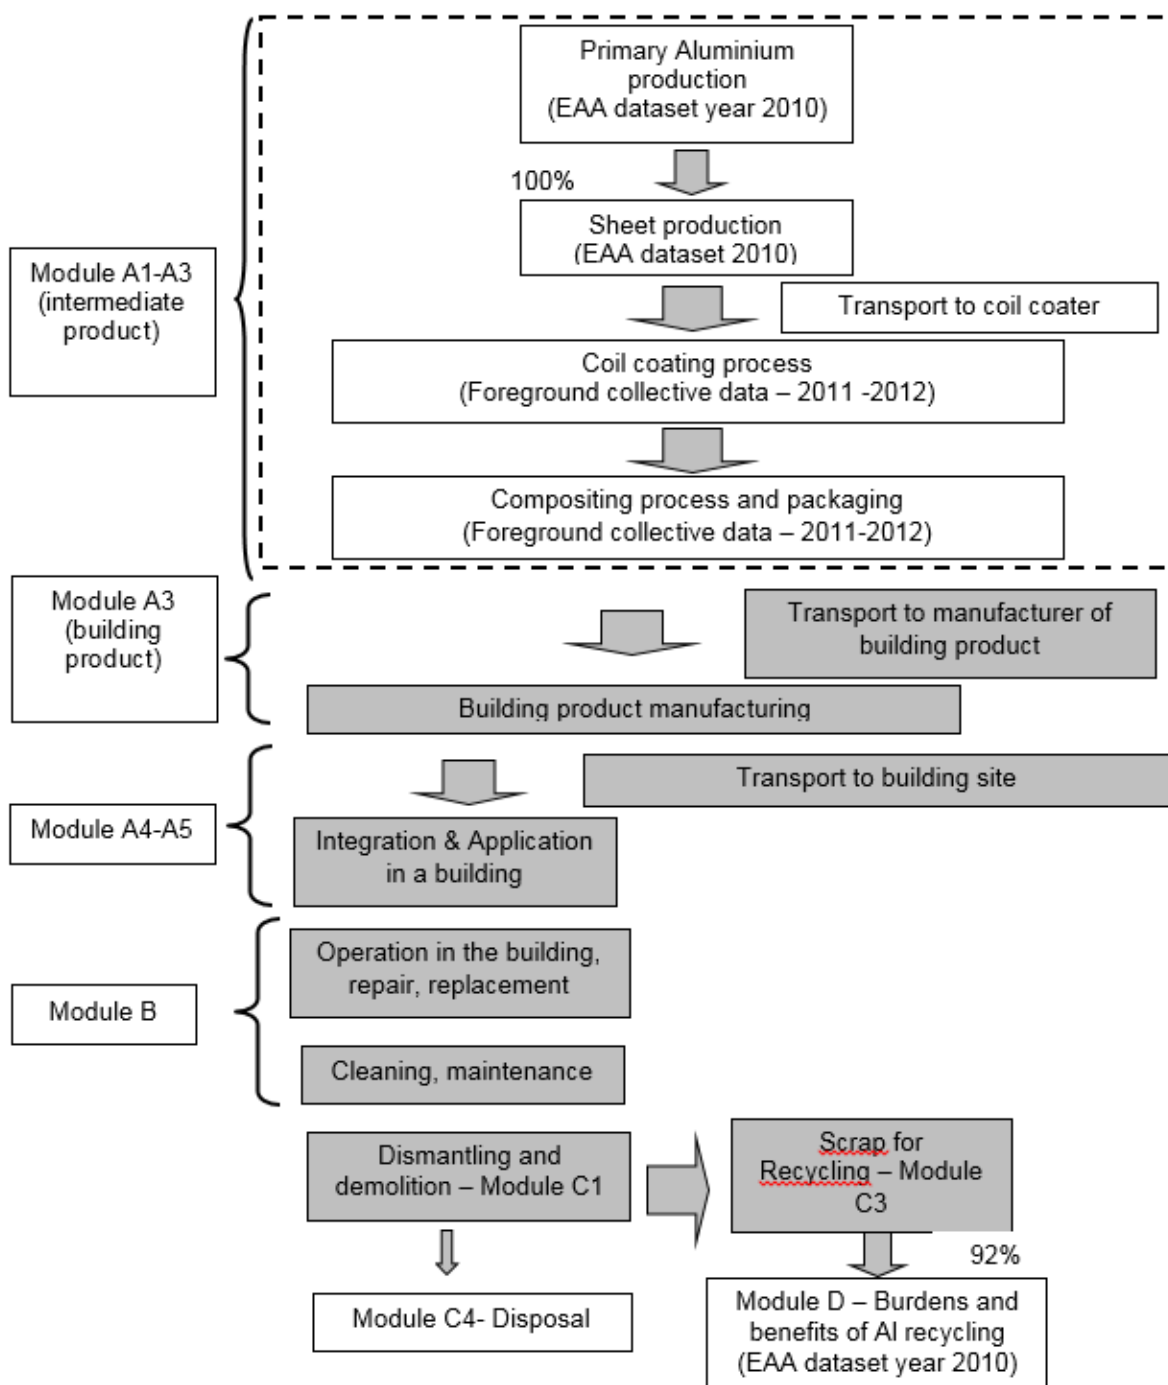 Primary Aluminium
production
(EAA dataset year 2010)
100%
Sheet production
(EAA dataset 2010)
Module A1-A3
(intermediate
product)
Transport to coil coater
Coil coating process
(Foreground collective data – 2011 -2012)
Compositing process and packaging
(Foreground collective data – 2011-2012)
Module A3
(building
product)
Transport to manufacturer of
building product
Building product manufacturing
Transport to building site
Module A4-A5
Integration & Application
in a building
Operation in the building,
repair, replacement
Module B
Cleaning, maintenance
Dismantling and
demolition – Module C1
Scrap for
Recycling – Module
C3
92%
Module C4- Disposal
Module D – Burdens and
benefits of Al recycling
(EAA dataset year 2010)